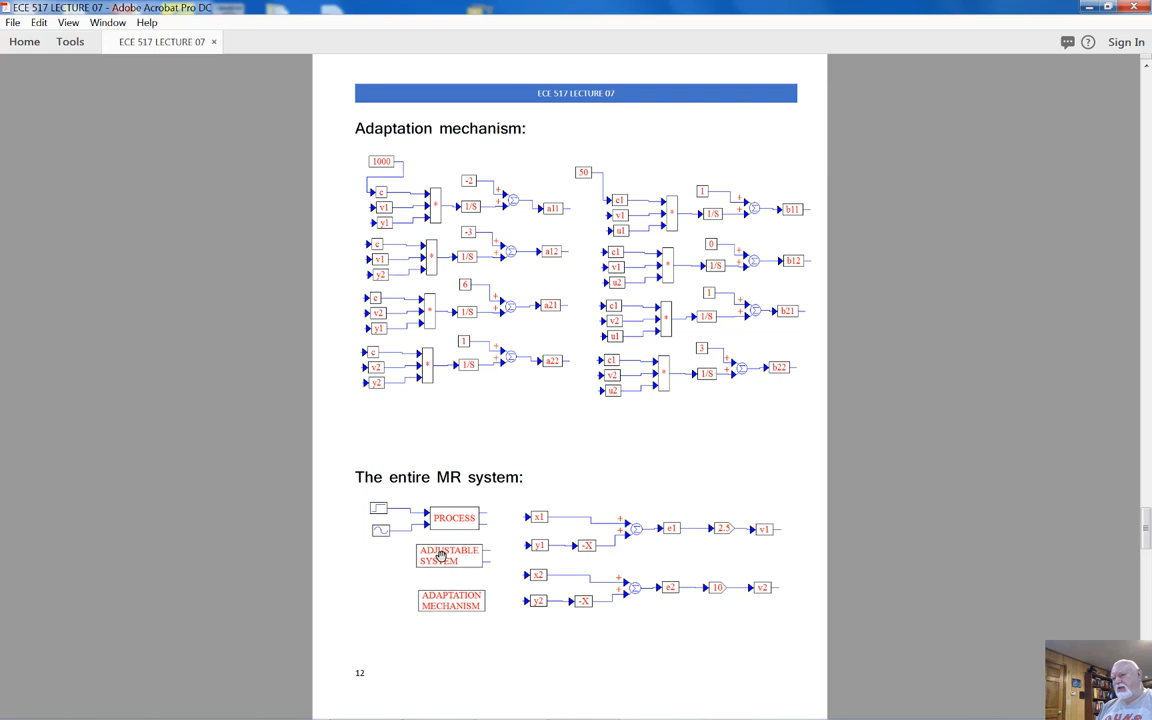 ECE 517 LECTURE 07 - Adobe Acrobat Pro DC
File Edit View Window Help
Home Tools ECE 517 LECTURE 07 ×
Sign In
ECE 517 LECTURE 07
Adaptation mechanism:
1000
c
v1
y1
*
1/S
-2
+
+
Σ
a11
c
v1
y2
*
1/S
-3
+
+
Σ
a12
c
v2
y1
*
1/S
6
+
+
Σ
a21
c
v2
y2
*
1/S
1
+
+
Σ
a22
50
c1
v1
u1
*
1/S
1
+
+
Σ
b11
c1
v1
u2
*
1/S
0
+
+
Σ
b12
c1
v2
u1
*
1/S
1
+
+
Σ
b21
c1
v2
u2
*
1/S
3
+
+
Σ
b22
The entire MR system:
PROCESS
ADJUSTABLE
SYSTEM
ADAPTATION
MECHANISM
x1
y1
-X
+
+
Σ
e1
2.5
v1
x2
y2
-X
+
+
Σ
e2
10
v2
12